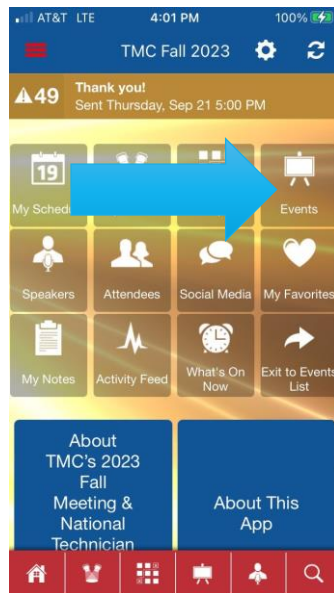 AT&T LTE 4:01 PM 100%
TMC Fall 2023
49
Thank you!
Sent Thursday, Sep 21 5:00 PM
19
My Sched
Events
Speakers
Attendees
Social Media
My Favorites
My Notes
Activity Feed
What's On
Now
Exit to Events
List
About
TMC's 2023
Fall
Meeting &
National
Technician
About This
App